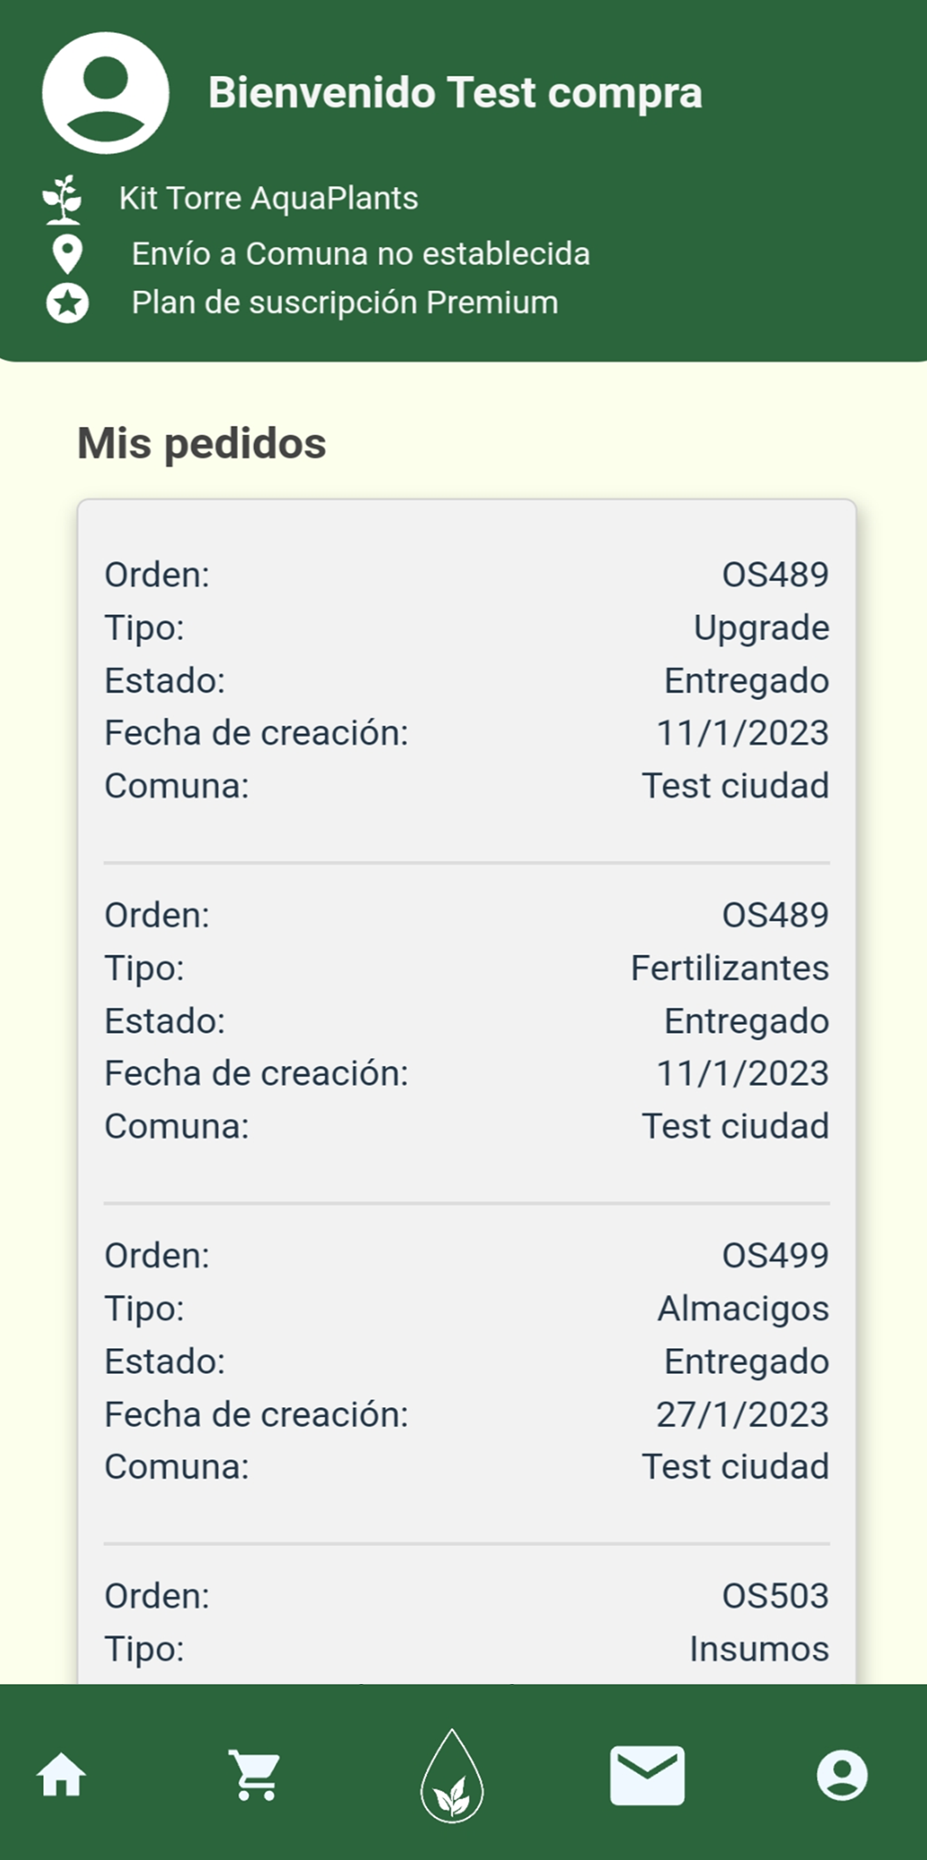 Bienvenido Test compra
Kit Torre AquaPlants
Envío a Comuna no establecida
Plan de suscripción Premium
Mis pedidos
Orden: OS489
Tipo: Upgrade
Estado: Entregado
Fecha de creación: 11/1/2023
Comuna: Test ciudad
Orden: OS489
Tipo: Fertilizantes
Estado: Entregado
Fecha de creación: 11/1/2023
Comuna: Test ciudad
Orden: OS499
Tipo: Almacigos
Estado: Entregado
Fecha de creación: 27/1/2023
Comuna: Test ciudad
Orden: OS503
Tipo: Insumos